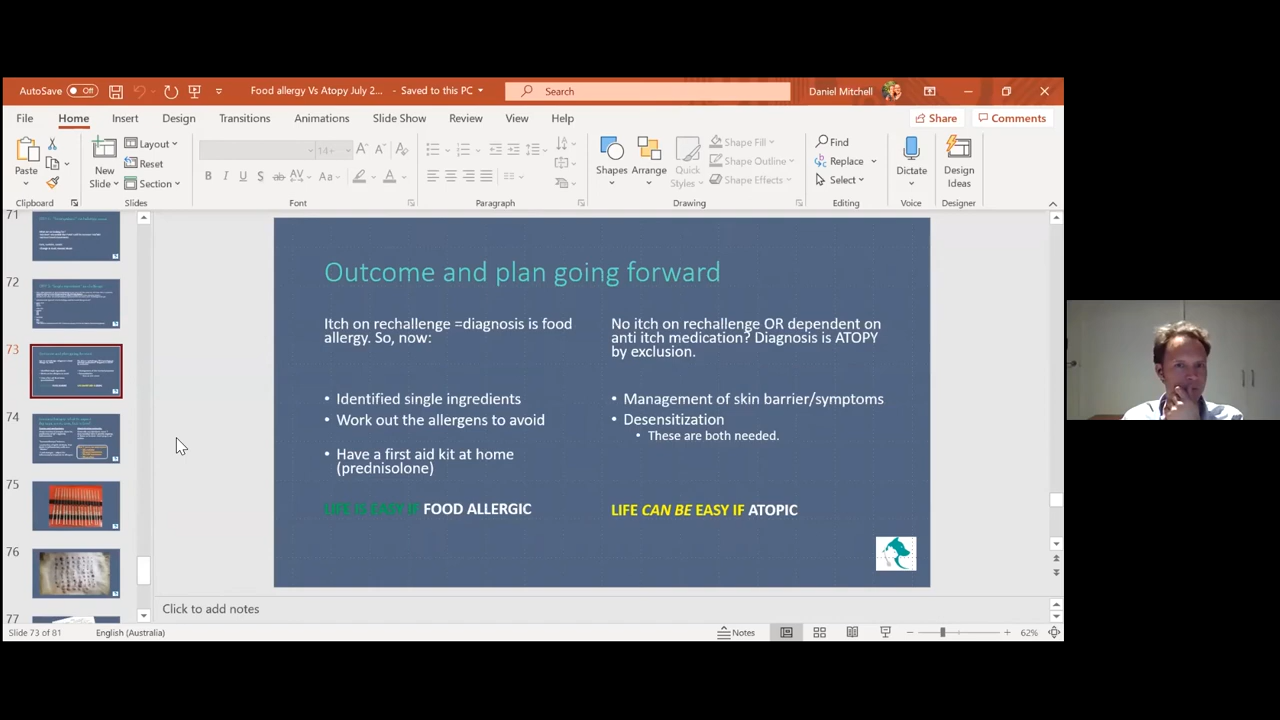 AutoSave Off
Food allergy Vs Atopy July 2... - Saved to this PC
Search
Daniel Mitchell
File Home Insert Design Transitions Animations Slide Show Review View Help
Share Comments
Paste
New
Slide
Layout
Reset
Section
14+
B I U S ab AV Aa A
Shapes Arrange Quick
Styles
Shape Fill
Shape Outline
Shape Effects
Find
Replace
Select
Dictate
Design
Ideas
Clipboard Slides Font Paragraph Drawing Editing Voice Designer
71
72
73
74
75
76
77
Outcome and plan going forward
Itch on rechallenge =diagnosis is food
allergy. So, now:
• Identified single ingredients
• Work out the allergens to avoid
• Have a first aid kit at home
(prednisolone)
LIFE IS EASY IF FOOD ALLERGIC
No itch on rechallenge OR dependent on
anti itch medication? Diagnosis is ATOPY
by exclusion.
• Management of skin barrier/symptoms
• Desensitization
• These are both needed.
LIFE CAN BE EASY IF ATOPIC
Click to add notes
Slide 73 of 81 English (Australia) Notes 62%